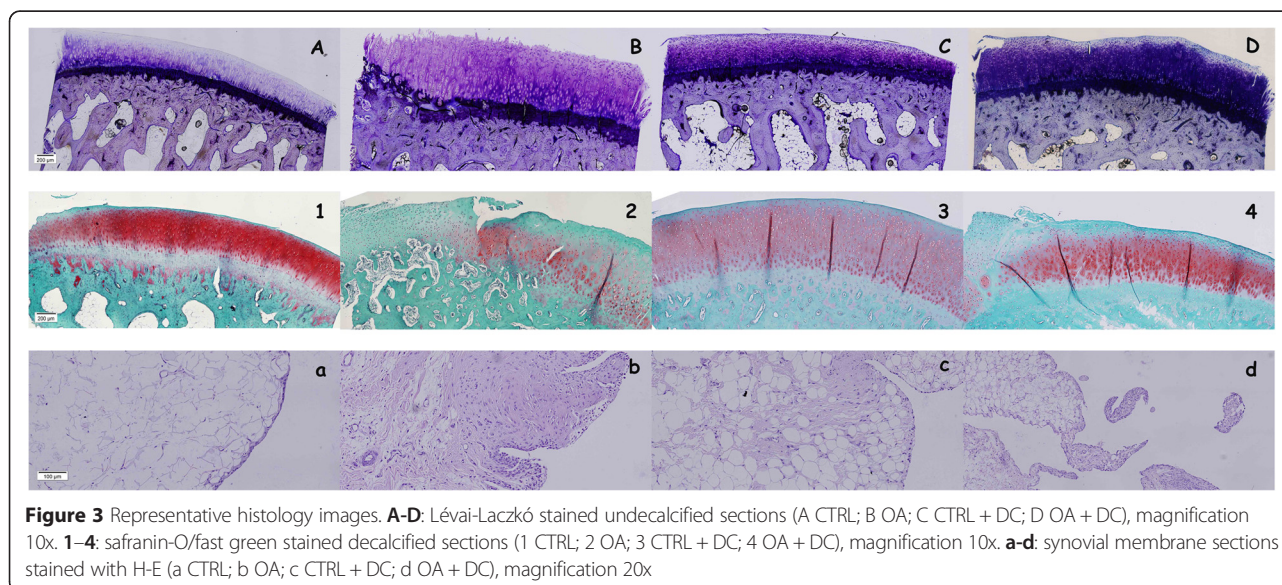 A B C D
200 µm
1 2 3 4
200 µm
a b c d
100 µm
Figure 3 Representative histology images. A-D: Lévai-Laczkó stained undecalcified sections (A CTRL; B OA; C CTRL + DC; D OA + DC), magnification
10x. 1–4: safranin-O/fast green stained decalcified sections (1 CTRL; 2 OA; 3 CTRL + DC; 4 OA + DC), magnification 10x. a-d: synovial membrane sections
stained with H-E (a CTRL; b OA; c CTRL + DC; d OA + DC), magnification 20x